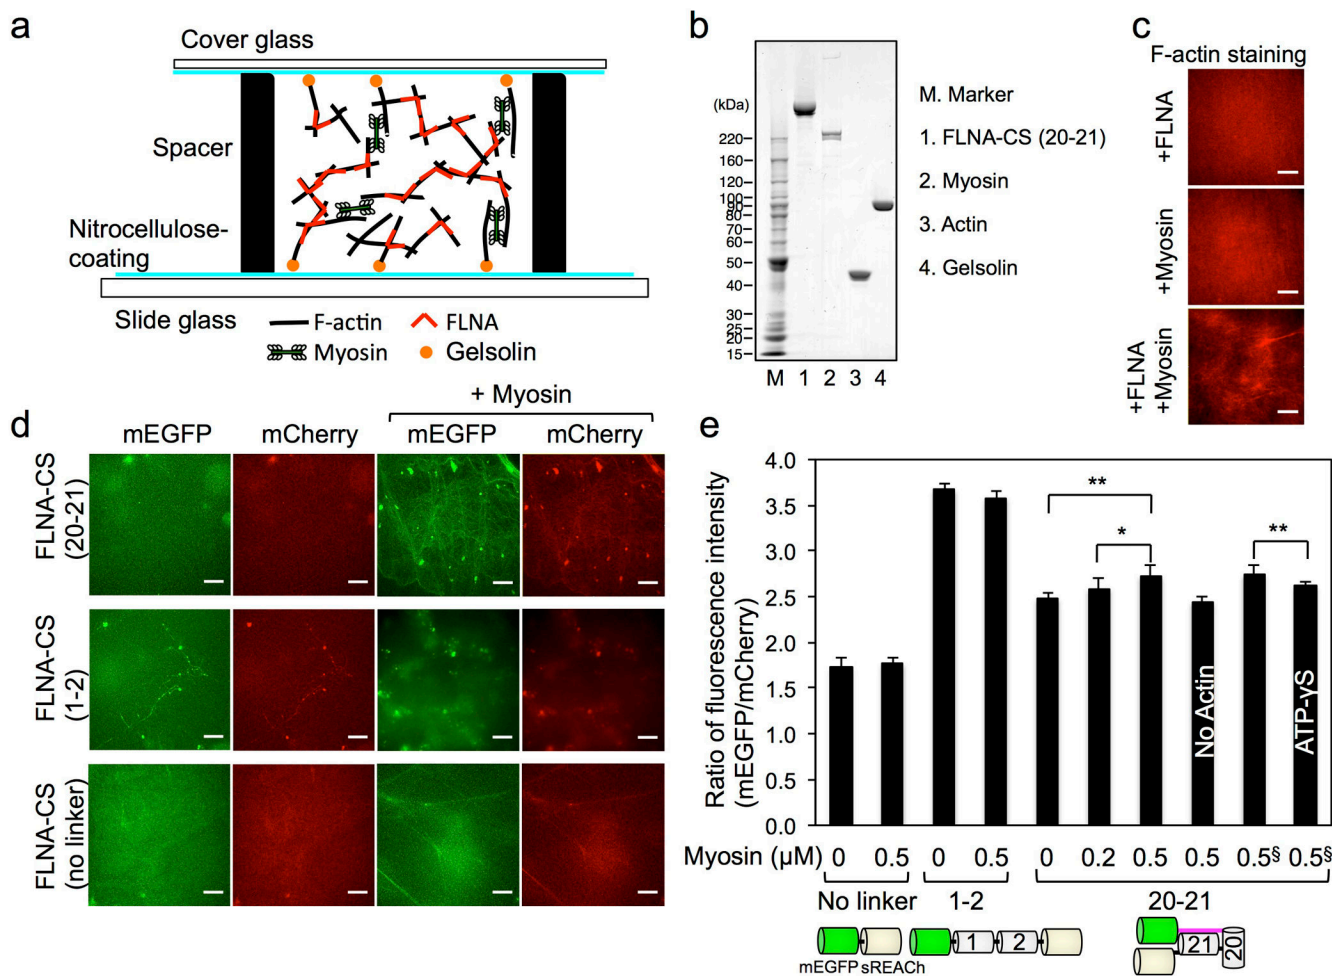 a
Cover glass
Spacer
Nitrocellulose-
coating
Slide glass
F-actin
FLNA
Myosin
Gelsolin
b
(kDa)
220
160
120
100
90
80
70
60
50
40
30
25
20
15
M 1 2 3 4
M. Marker
1. FLNA-CS (20-21)
2. Myosin
3. Actin
4. Gelsolin
c
F-actin staining
+FLNA
+Myosin
+FLNA
+Myosin
d
+ Myosin
mEGFP mCherry mEGFP mCherry
FLNA-CS
(20-21)
FLNA-CS
(1-2)
FLNA-CS
(no linker)
e
Ratio of fluorescence intensity
(mEGFP/mCherry)
4.0
3.5
3.0
2.5
2.0
1.5
1.0
0.5
0.0
**
*
**
No Actin
ATP-γS
Myosin (μM) 0 0.5 0 0.5 0 0.2 0.5 0.5 0.5§ 0.5§
No linker 1-2 20-21
mEGFP sREACh
1 2
21 20